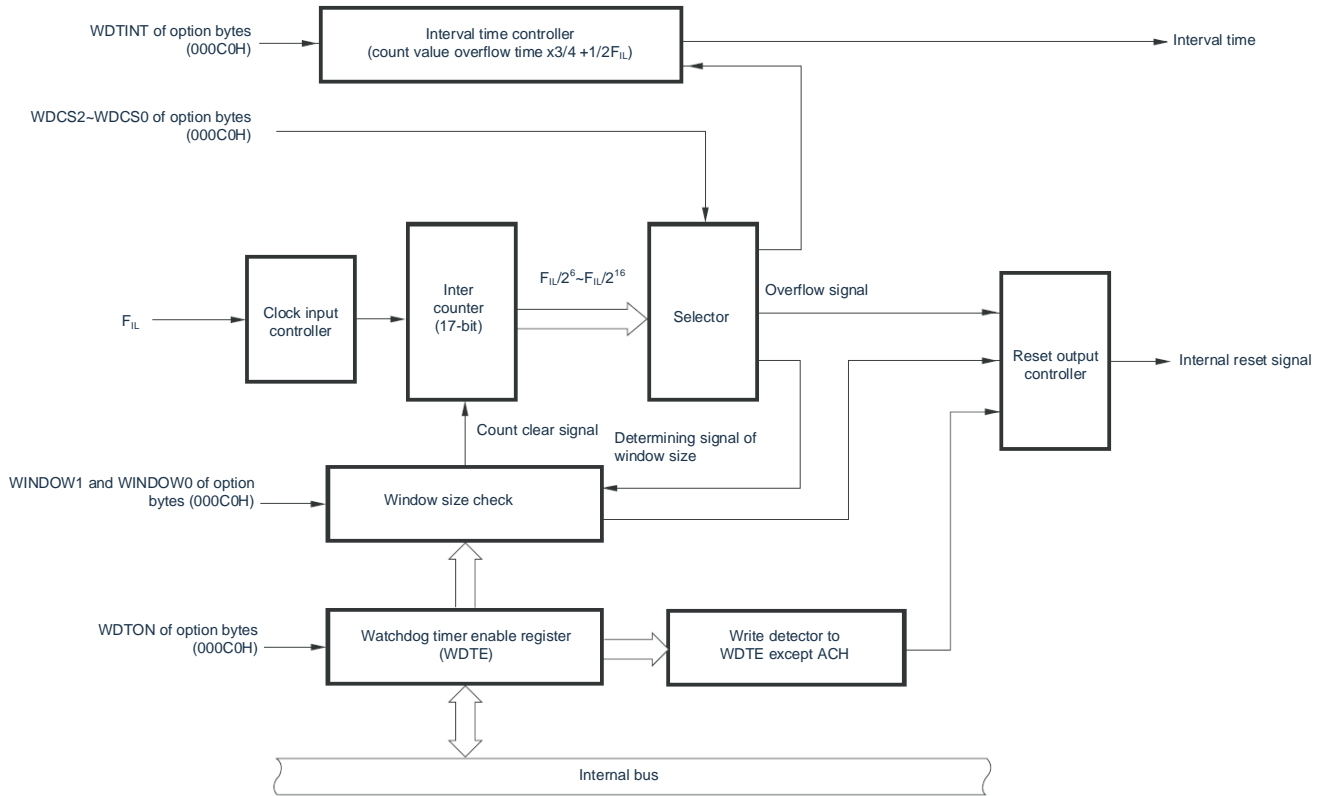 WDTINT of option bytes
(000C0H)
Interval time controller
(count value overflow time x3/4 +1/2FIL)
Interval time
WDCS2~WDCS0 of option bytes
(000C0H)
FIL
Clock input
controller
Inter
counter
(17-bit)
FIL/2^6~FIL/2^16
Selector
Overflow signal
Reset output
controller
Internal reset signal
Count clear signal
Determining signal of
window size
WINDOW1 and WINDOW0 of option
bytes (000C0H)
Window size check
WDTON of option bytes
(000C0H)
Watchdog timer enable register
(WDTE)
Write detector to
WDTE except ACH
Internal bus